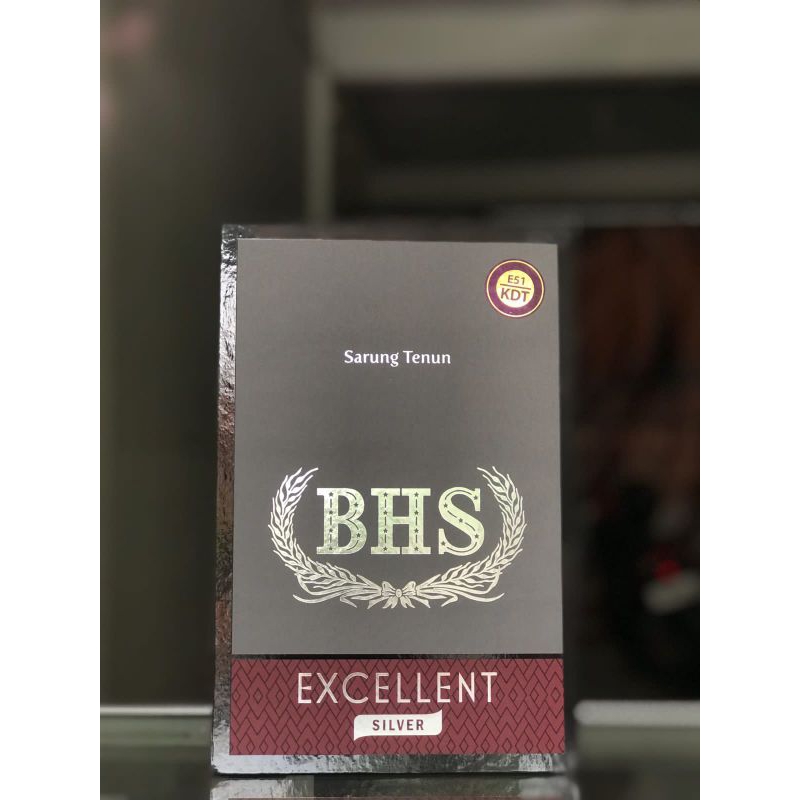 E51
KDT
Sarung Tenun
BHS
EXCELLENT
SILVER